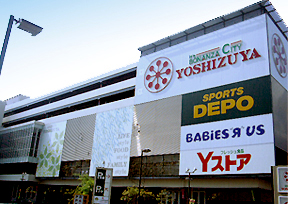 BONANZA CITY
YOSHIZUYA
SPORTS
DEPO
BABIES"R"US
Yストア